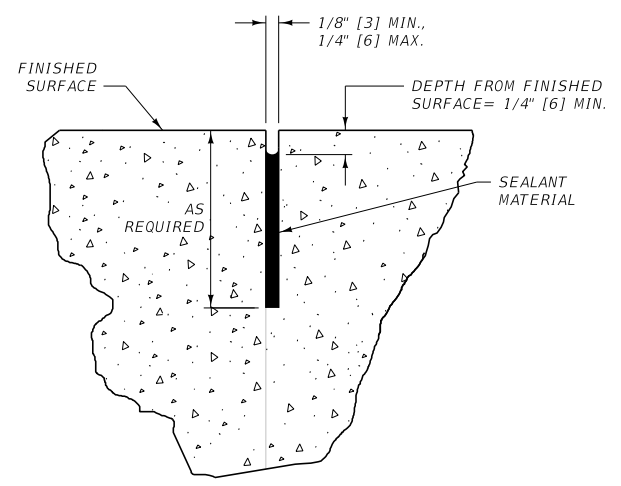 1/8" [3] MIN.,
1/4" [6] MAX.
FINISHED
SURFACE
DEPTH FROM FINISHED
SURFACE= 1/4" [6] MIN.
SEALANT
MATERIAL
AS
REQUIRED